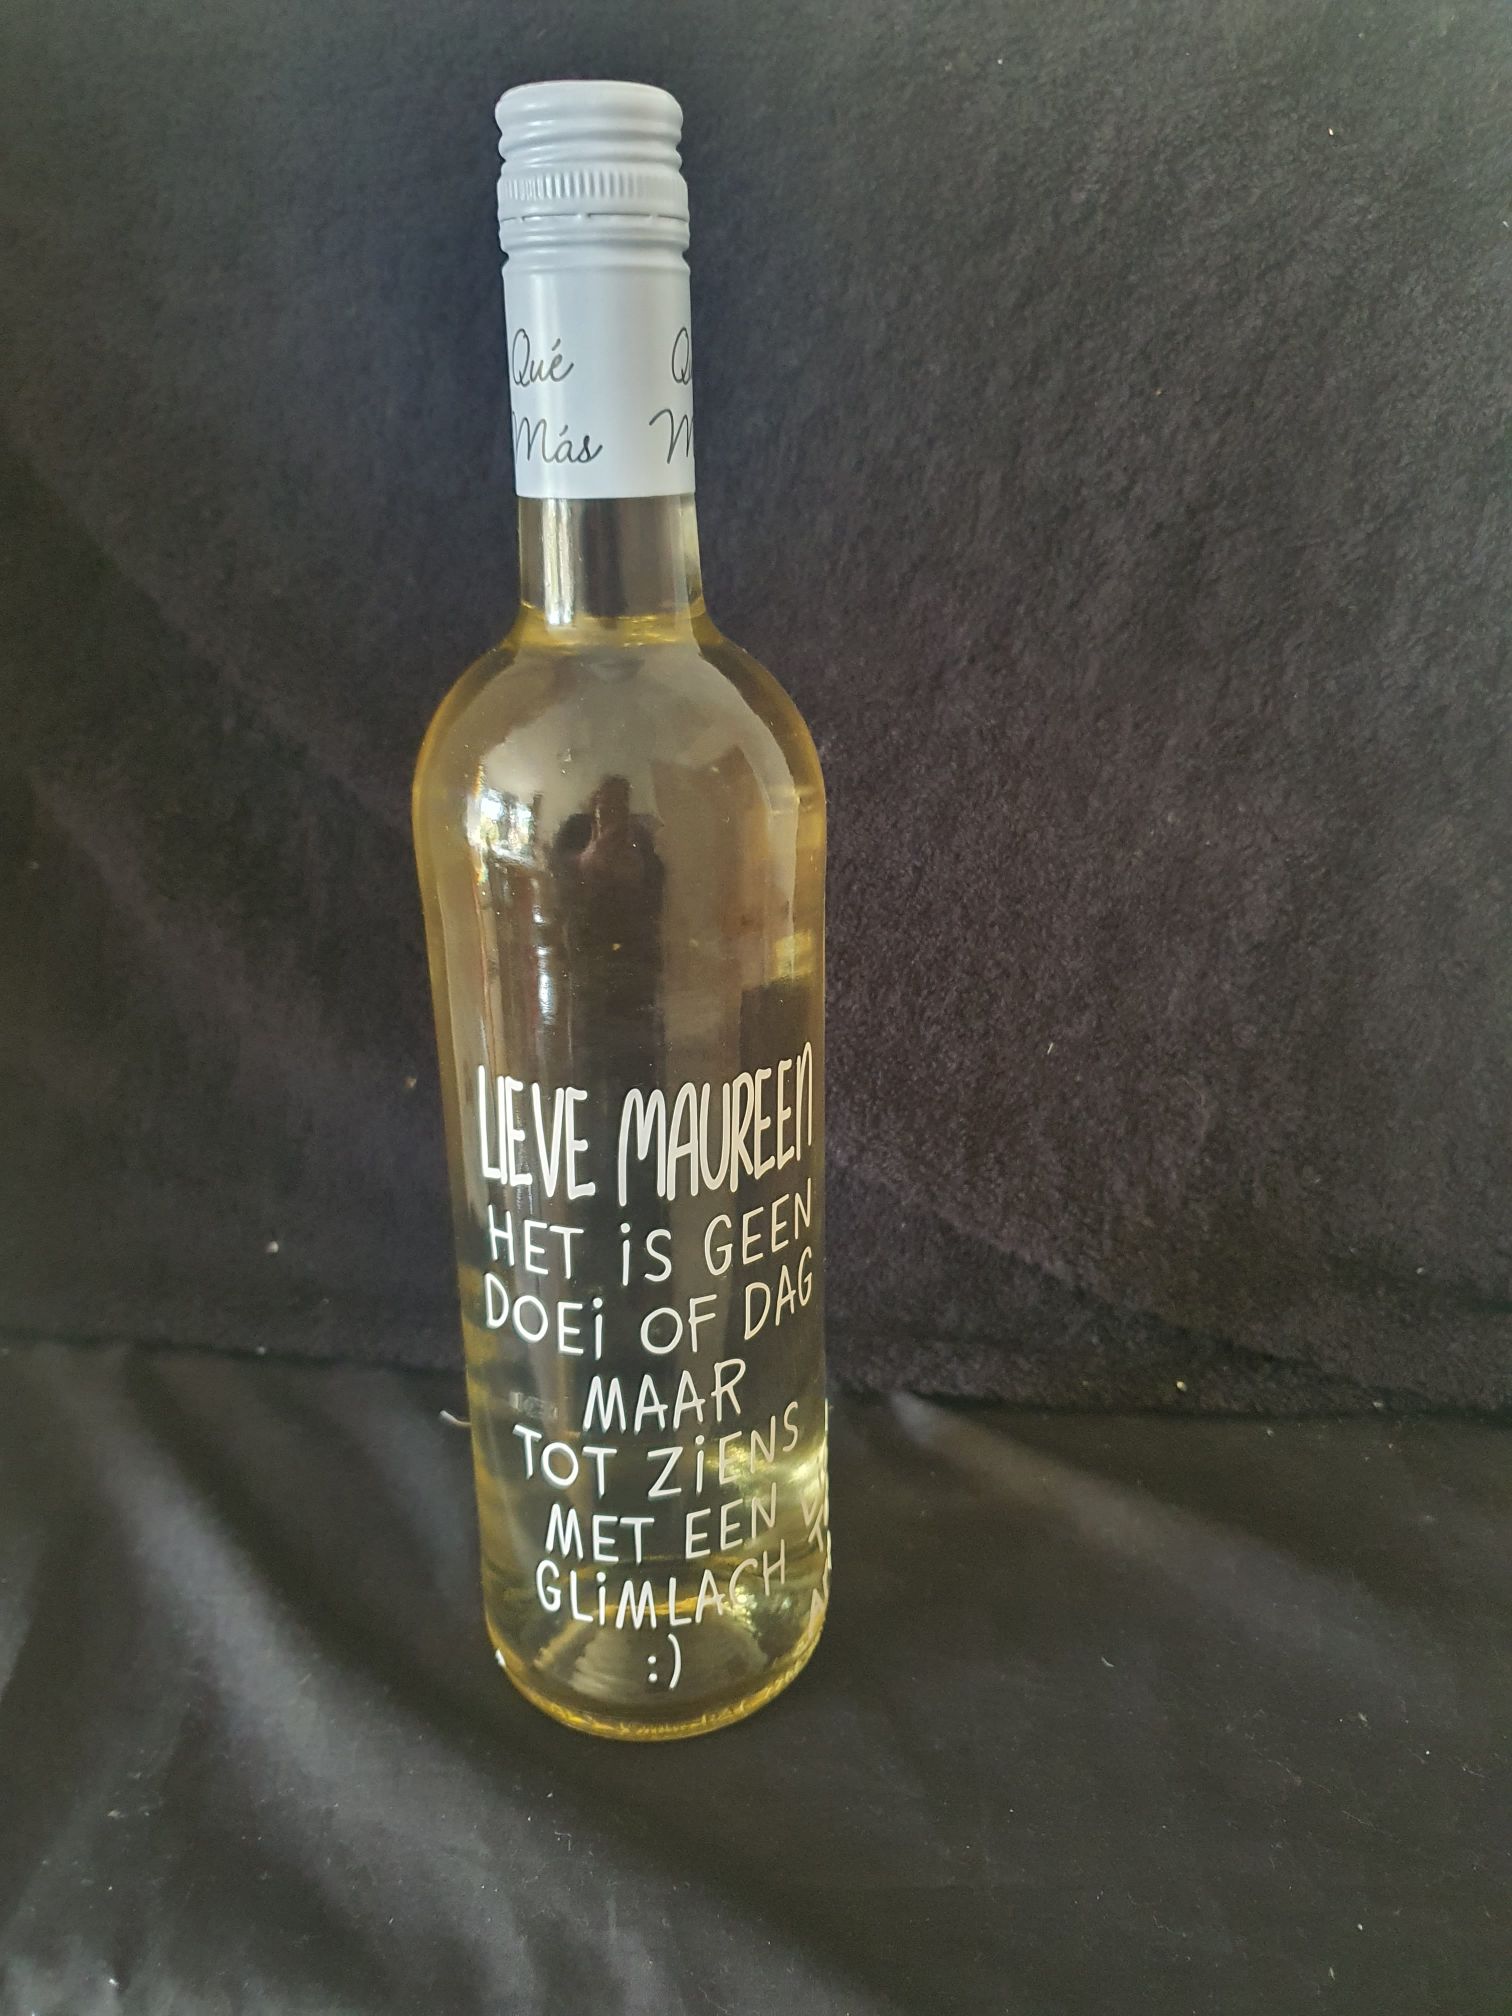 Qué
Más
LIEVE MAUREEN
HET iS GEEN
DOEi OF DAG
MAAR
TOT ZiENS
MET EEN
GLiMLACH
:)